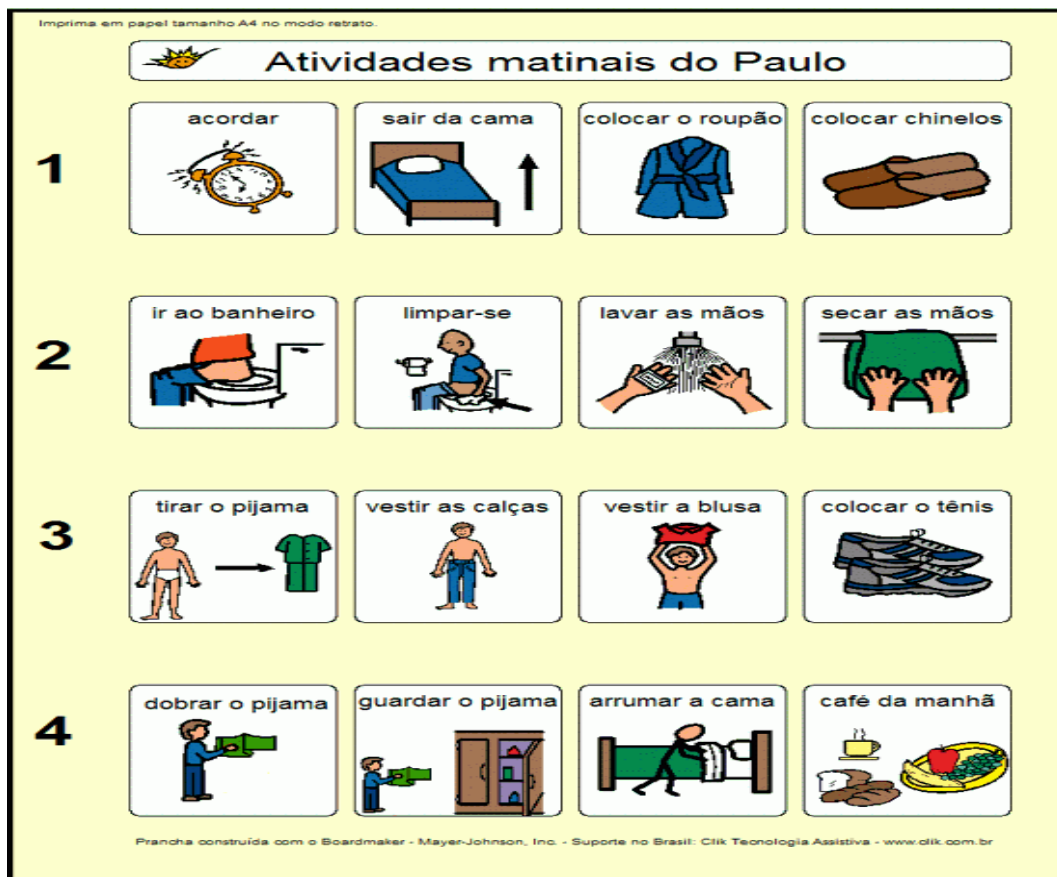 Imprima em papel tamanho A4 no modo retrato.
Atividades matinais do Paulo
1
acordar
sair da cama
colocar o roupão
colocar chinelos
2
ir ao banheiro
limpar-se
lavar as mãos
secar as mãos
3
tirar o pijama
vestir as calças
vestir a blusa
colocar o tênis
4
dobrar o pijama
guardar o pijama
arrumar a cama
café da manhã
Prancha construída com o Boardmaker - Mayer-Johnson, Inc. - Suporte no Brasil: Clik Tecnologia Assistiva - www.clik.com.br